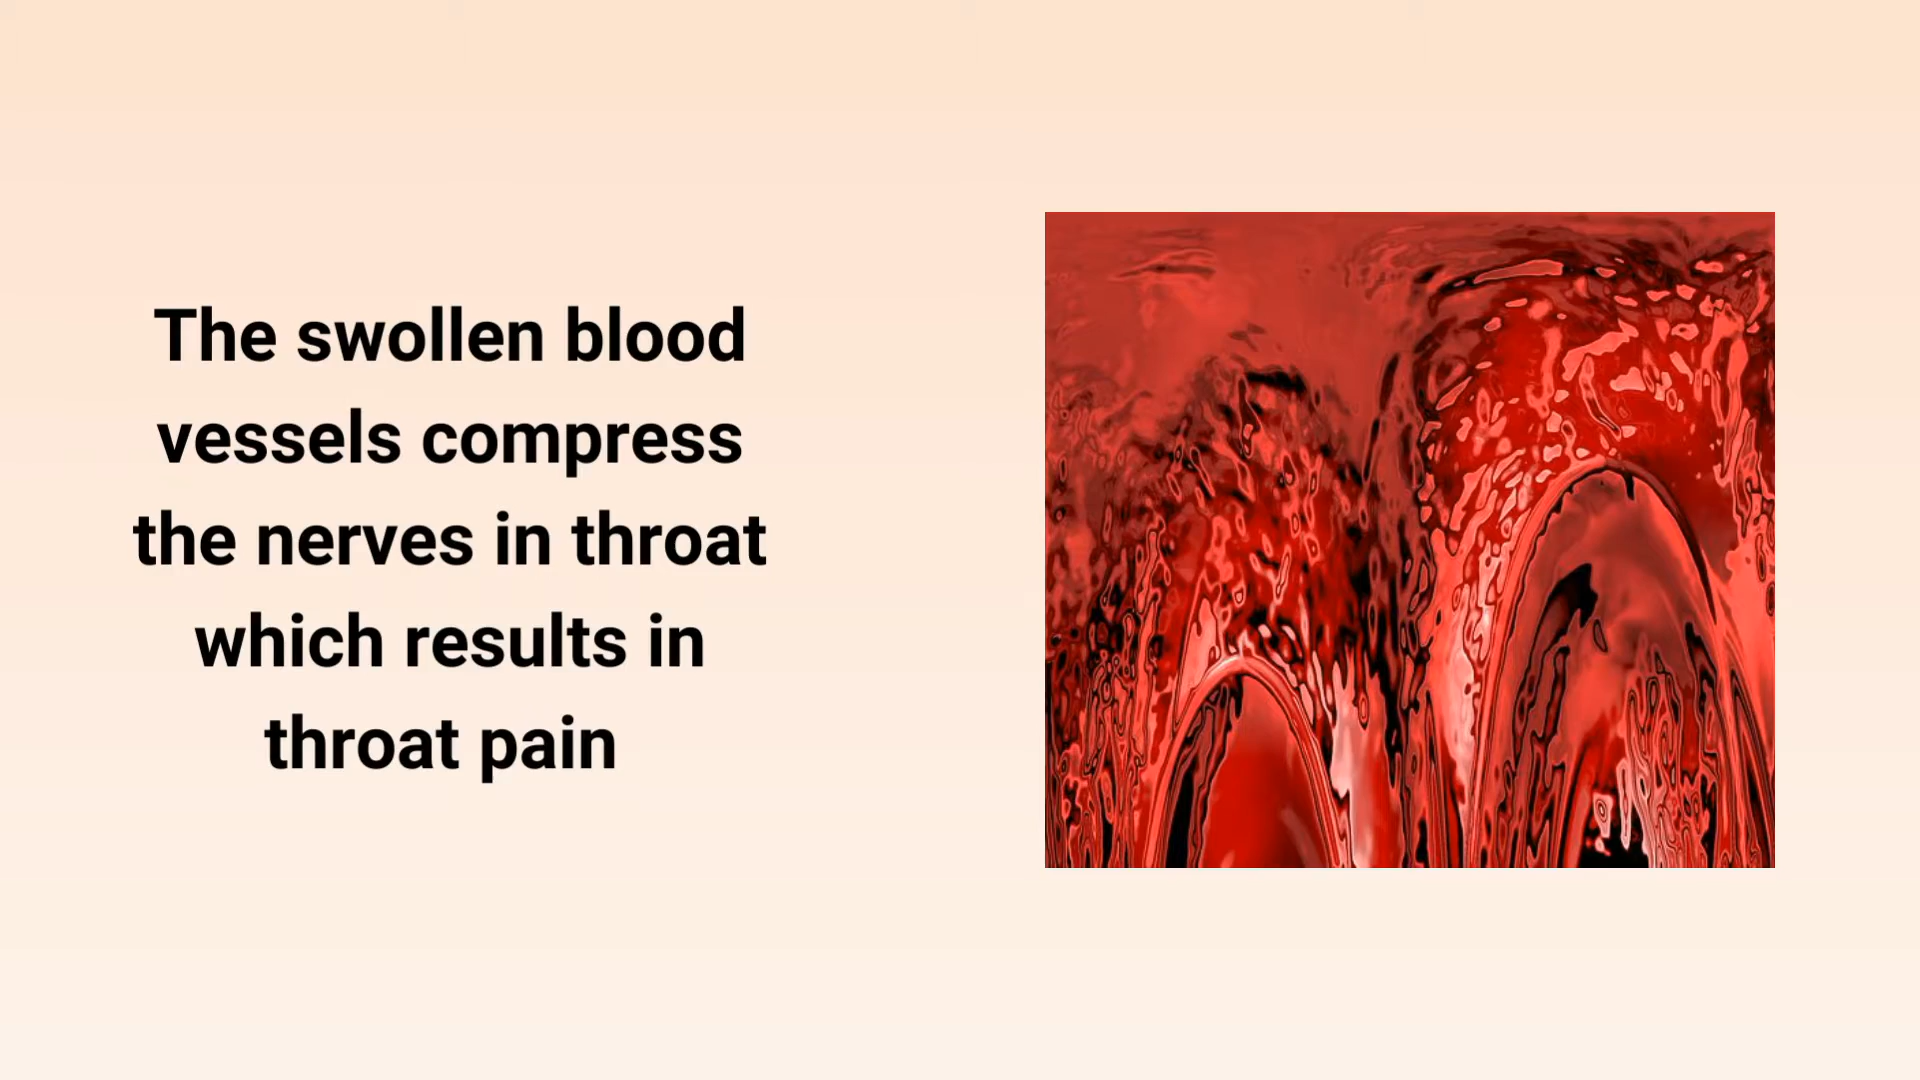 The swollen blood
vessels compress
the nerves in throat
which results in
throat pain